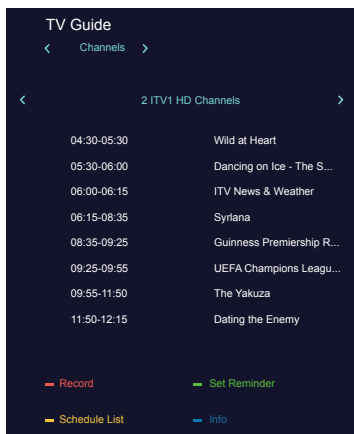 TV Guide
Channels
2 ITV1 HD Channels
04:30-05:30 Wild at Heart
05:30-06:00 Dancing on Ice - The S...
06:00-06:15 ITV News & Weather
06:15-08:35 Syrlana
08:35-09:25 Guinness Premiership R...
09:25-09:55 UEFA Champions Leagu...
09:55-11:50 The Yakuza
11:50-12:15 Dating the Enemy
Record Set Reminder
Schedule List Info